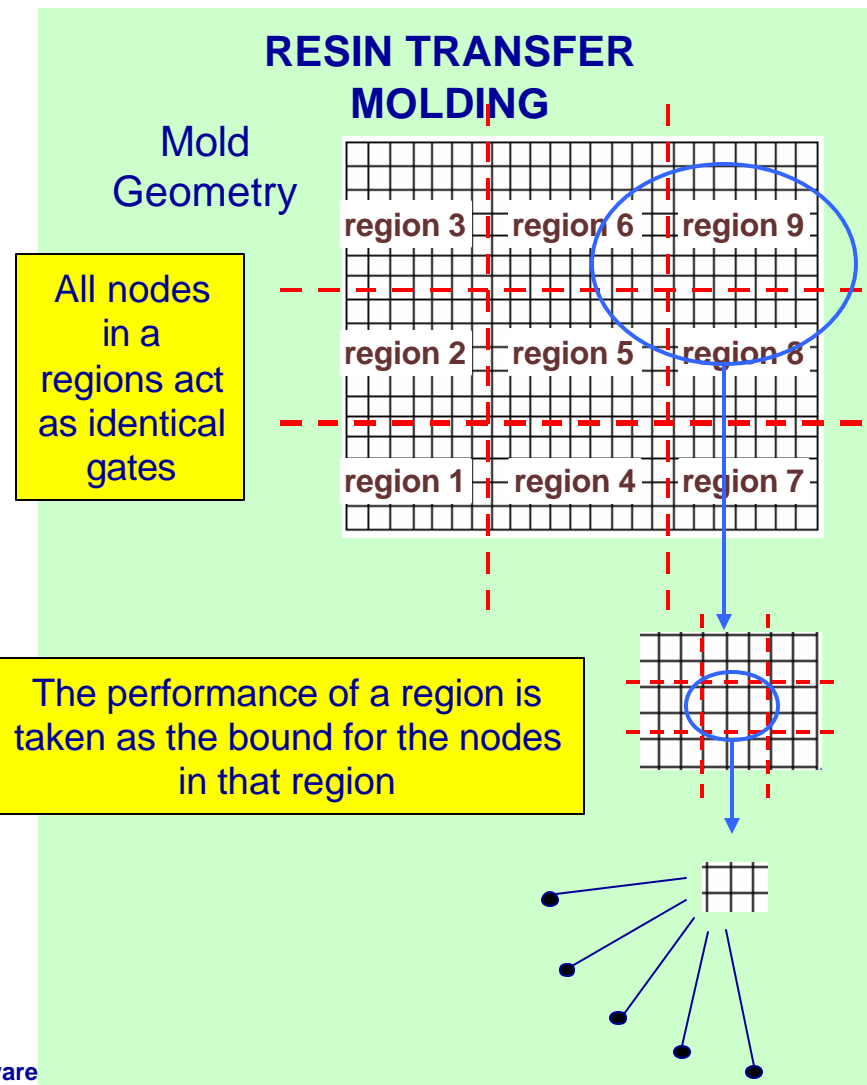 RESIN TRANSFER
MOLDING
Mold
Geometry
region 3 region 6 region 9
All nodes
in a
regions act
as identical
gates
region 2 region 5 region 8
region 1 region 4 region 7
The performance of a region is
taken as the bound for the nodes
in that region